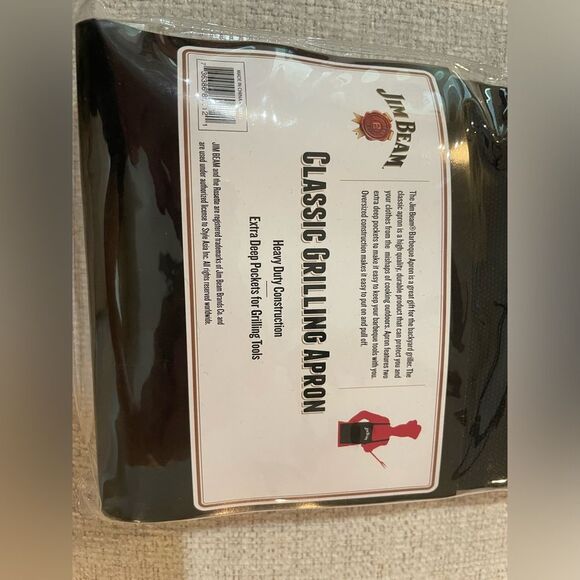 JIM BEAM
The Jim Beam® Barbeque Apron is a great gift for the backyard griller. The
classic apron is a high quality, durable product that can protect you and
your clothes from the mishaps of cooking outdoors. Apron features two
extra deep pockets to make it easy to keep your barbeque tools with you.
Oversized construction makes it easy to put on and pull off.
CLASSIC GRILLING APRON
Heavy Duty Construction
Extra Deep Pockets for Grilling Tools
MADE IN CHINA
JIM BEAM and the Rosette are registered trademarks of Jim Beam Brands Co. and
are used under authorized license to Style Asia Inc. All rights reserved worldwide.